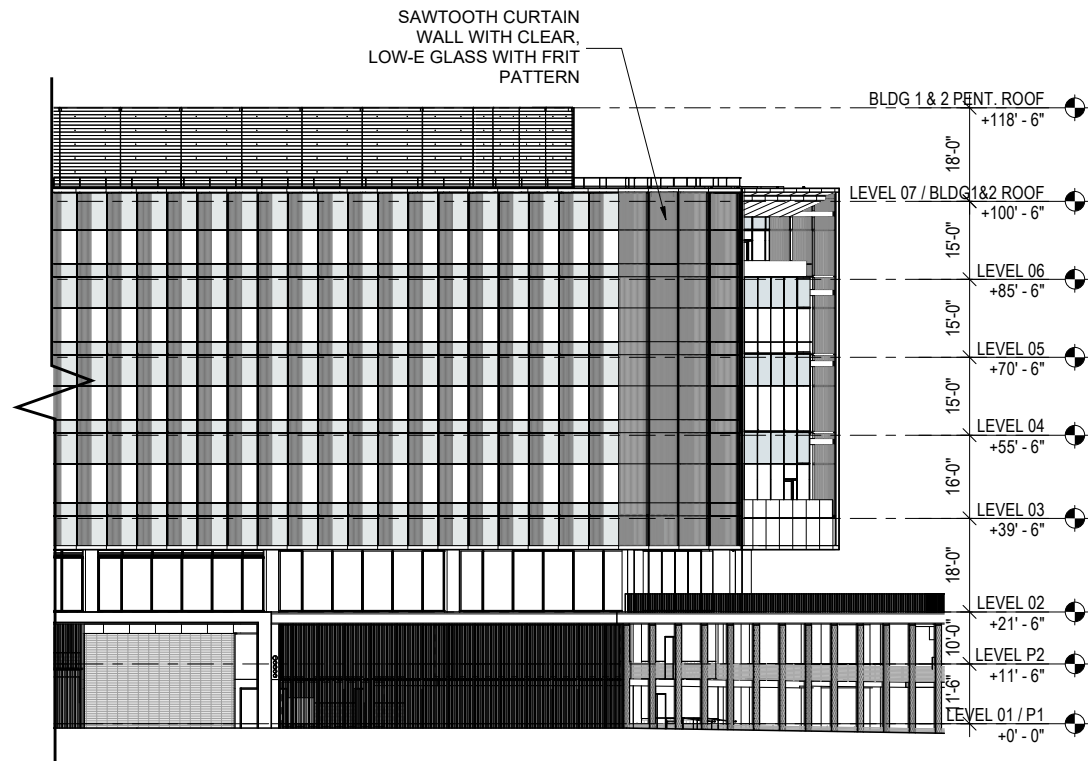 SAWTOOTH CURTAIN
WALL WITH CLEAR,
LOW-E GLASS WITH FRIT
PATTERN
BLDG 1 & 2 PENT. ROOF
+118' - 6"
18'-0"
LEVEL 07 / BLDG1&2 ROOF
+100' - 6"
15'-0"
LEVEL 06
+85' - 6"
15'-0"
LEVEL 05
+70' - 6"
15'-0"
LEVEL 04
+55' - 6"
16'-0"
LEVEL 03
+39' - 6"
18'-0"
LEVEL 02
+21' - 6"
10'-0"
LEVEL P2
+11' - 6"
11'-6"
LEVEL 01 / P1
+0' - 0"